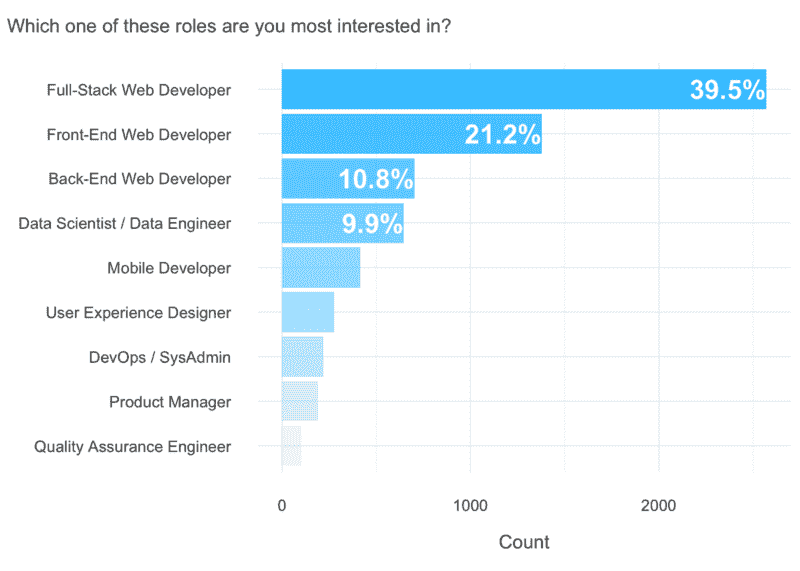 Which one of these roles are you most interested in?
Full-Stack Web Developer
39.5%
Front-End Web Developer
21.2%
Back-End Web Developer
10.8%
Data Scientist / Data Engineer
9.9%
Mobile Developer
User Experience Designer
DevOps / SysAdmin
Product Manager
Quality Assurance Engineer
0 1000 2000
Count